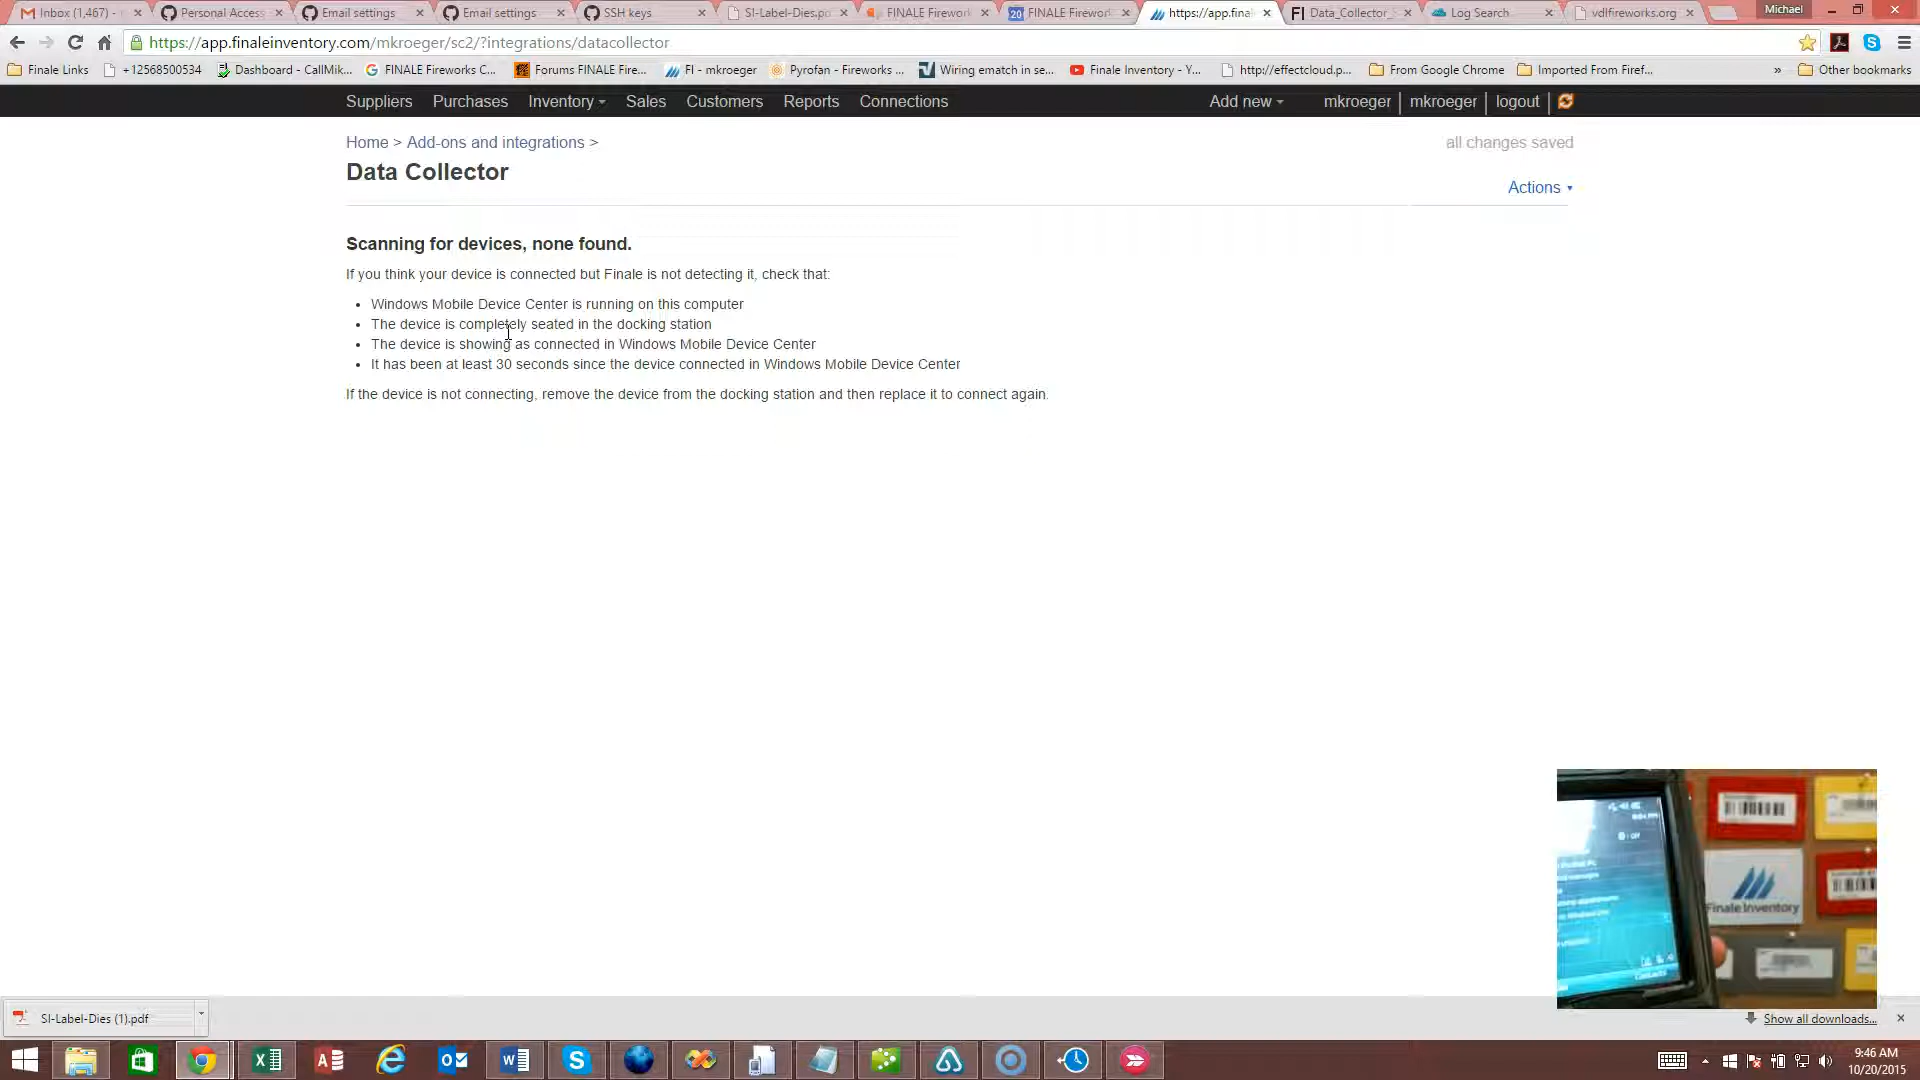 Inbox (1,467) -
Personal Access
Email settings
Email settings
SSH keys
SI-Label-Dies.pd
FINALE Firework
20 FINALE Firework
https://app.fina
FI Data_Collector_
Log Search
vdlfireworks.org
Michael
https://app.finaleinventory.com/mkroeger/sc2/?integrations/datacollector
Finale Links
+12568500534
Dashboard - CallMik...
FINALE Fireworks C...
Forums FINALE Fire...
FI - mkroeger
Pyrofan - Fireworks ...
Wiring ematch in se...
Finale Inventory - Y...
http://effectcloud.p...
From Google Chrome
Imported From Firef...
»
Other bookmarks
Suppliers Purchases Inventory Sales Customers Reports Connections
Add new mkroeger | mkroeger | logout |
Home > Add-ons and integrations >
all changes saved
Data Collector
Actions
Scanning for devices, none found.
If you think your device is connected but Finale is not detecting it, check that:
• Windows Mobile Device Center is running on this computer
• The device is completely seated in the docking station
• The device is showing as connected in Windows Mobile Device Center
• It has been at least 30 seconds since the device connected in Windows Mobile Device Center
If the device is not connecting, remove the device from the docking station and then replace it to connect again.
Finale Inventory
Contacts
SI-Label-Dies (1).pdf
Show all downloads...
9:46 AM
10/20/2015